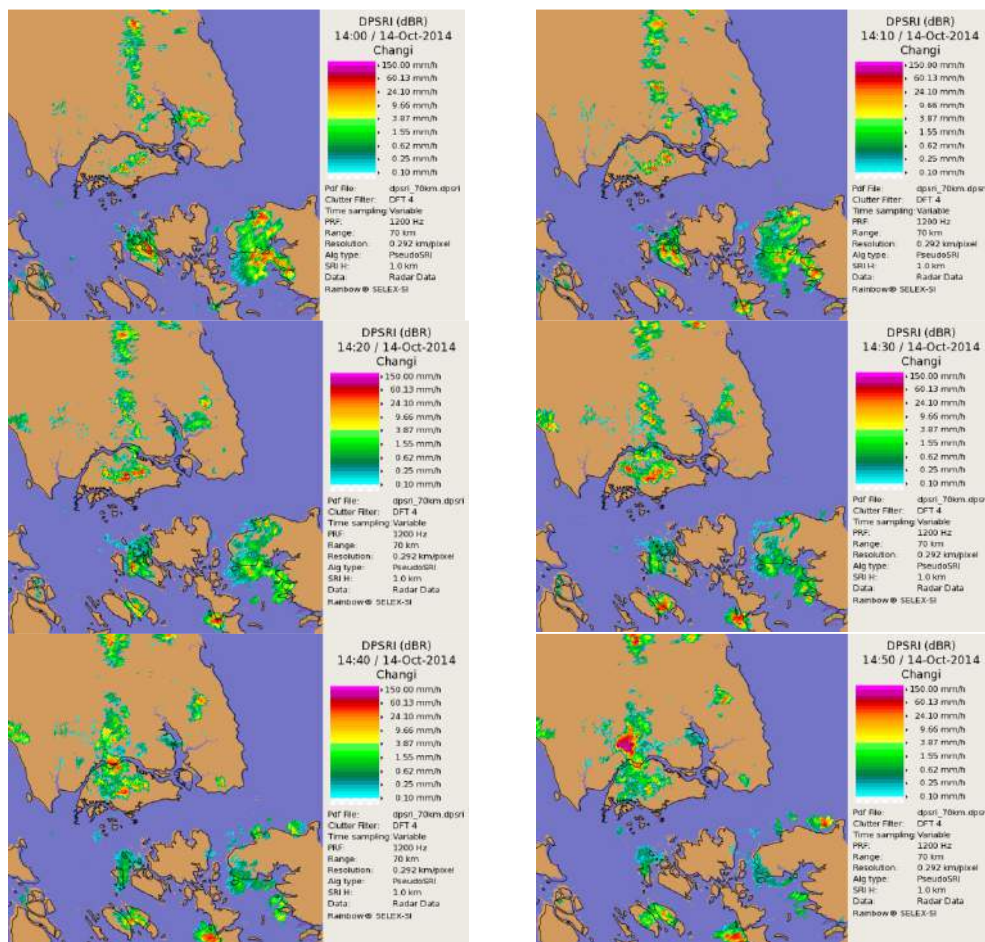 DPSRI (dBR)
14:00 / 14-Oct-2014
Changi
150.00 mm/h
60.13 mm/h
24.10 mm/h
9.66 mm/h
3.87 mm/h
1.55 mm/h
0.62 mm/h
0.25 mm/h
0.10 mm/h
Pdf File: dpsri_70km.dpsri
Clutter Filter: DFT 4
Time sampling: Variable
PRF: 1200 Hz
Range: 70 km
Resolution: 0.292 km/pixel
Alg type: PseudoSRI
SRI H: 1.0 km
Data: Radar Data
Rainbow® SELEX-SI
DPSRI (dBR)
14:10 / 14-Oct-2014
Changi
150.00 mm/h
60.13 mm/h
24.10 mm/h
9.66 mm/h
3.87 mm/h
1.55 mm/h
0.62 mm/h
0.25 mm/h
0.10 mm/h
Pdf File: dpsri_70km.dpsri
Clutter Filter: DFT 4
Time sampling: Variable
PRF: 1200 Hz
Range: 70 km
Resolution: 0.292 km/pixel
Alg type: PseudoSRI
SRI H: 1.0 km
Data: Radar Data
Rainbow® SELEX-SI
DPSRI (dBR)
14:20 / 14-Oct-2014
Changi
150.00 mm/h
60.13 mm/h
24.10 mm/h
9.66 mm/h
3.87 mm/h
1.55 mm/h
0.62 mm/h
0.25 mm/h
0.10 mm/h
Pdf File: dpsri_70km.dpsri
Clutter Filter: DFT 4
Time sampling: Variable
PRF: 1200 Hz
Range: 70 km
Resolution: 0.292 km/pixel
Alg type: PseudoSRI
SRI H: 1.0 km
Data: Radar Data
Rainbow® SELEX-SI
DPSRI (dBR)
14:30 / 14-Oct-2014
Changi
150.00 mm/h
60.13 mm/h
24.10 mm/h
9.66 mm/h
3.87 mm/h
1.55 mm/h
0.62 mm/h
0.25 mm/h
0.10 mm/h
Pdf File: dpsri_70km.dpsri
Clutter Filter: DFT 4
Time sampling: Variable
PRF: 1200 Hz
Range: 70 km
Resolution: 0.292 km/pixel
Alg type: PseudoSRI
SRI H: 1.0 km
Data: Radar Data
Rainbow® SELEX-SI
DPSRI (dBR)
14:40 / 14-Oct-2014
Changi
150.00 mm/h
60.13 mm/h
24.10 mm/h
9.66 mm/h
3.87 mm/h
1.55 mm/h
0.62 mm/h
0.25 mm/h
0.10 mm/h
Pdf File: dpsri_70km.dpsri
Clutter Filter: DFT 4
Time sampling: Variable
PRF: 1200 Hz
Range: 70 km
Resolution: 0.292 km/pixel
Alg type: PseudoSRI
SRI H: 1.0 km
Data: Radar Data
Rainbow® SELEX-SI
DPSRI (dBR)
14:50 / 14-Oct-2014
Changi
150.00 mm/h
60.13 mm/h
24.10 mm/h
9.66 mm/h
3.87 mm/h
1.55 mm/h
0.62 mm/h
0.25 mm/h
0.10 mm/h
Pdf File: dpsri_70km.dpsri
Clutter Filter: DFT 4
Time sampling: Variable
PRF: 1200 Hz
Range: 70 km
Resolution: 0.292 km/pixel
Alg type: PseudoSRI
SRI H: 1.0 km
Data: Radar Data
Rainbow® SELEX-SI